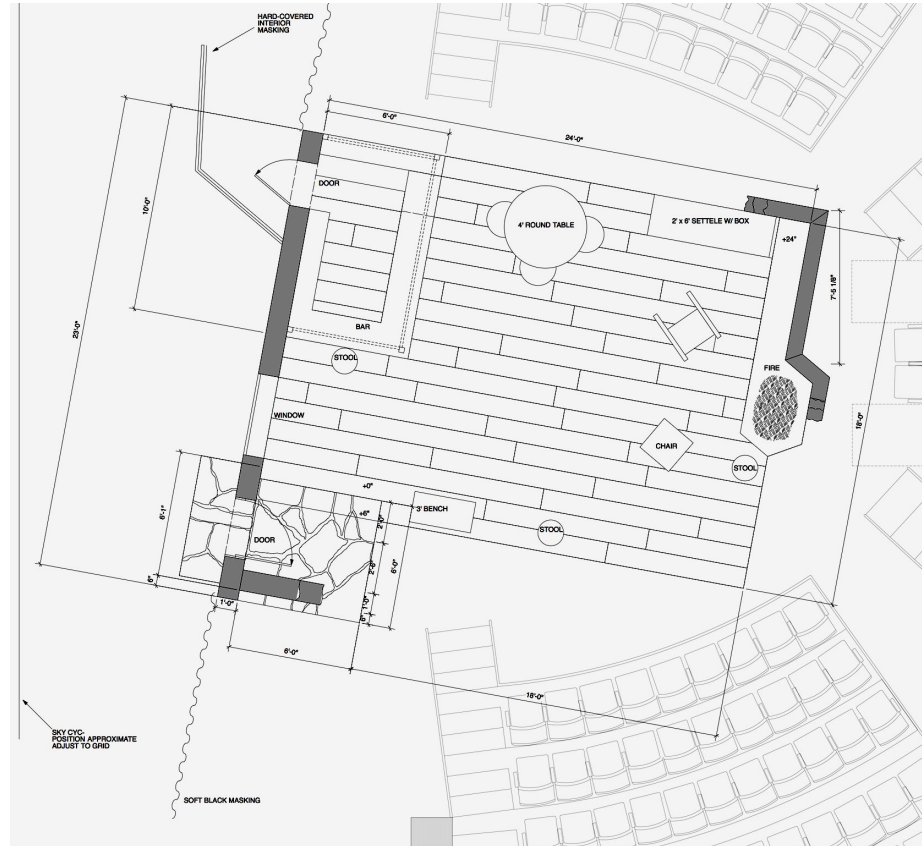 HARD-COVERED
INTERIOR
MASKING
6'-0"
24'-0"
DOOR
4' ROUND TABLE
2' x 6' SETTELE W/ BOX
+24"
10'-0"
7'-5 1/8"
23'-0"
BAR
STOOL
FIRE
WINDOW
18'-0"
CHAIR
STOOL
+0"
+6"
3' BENCH
2'-0"
6'-1"
STOOL
DOOR
2'-6"
6'-0"
6"
1'-0"
1'-0"
6"
6'-0"
18'-0"
SKY CYC-
POSITION APPROXIMATE
ADJUST TO GRID
SOFT BLACK MASKING